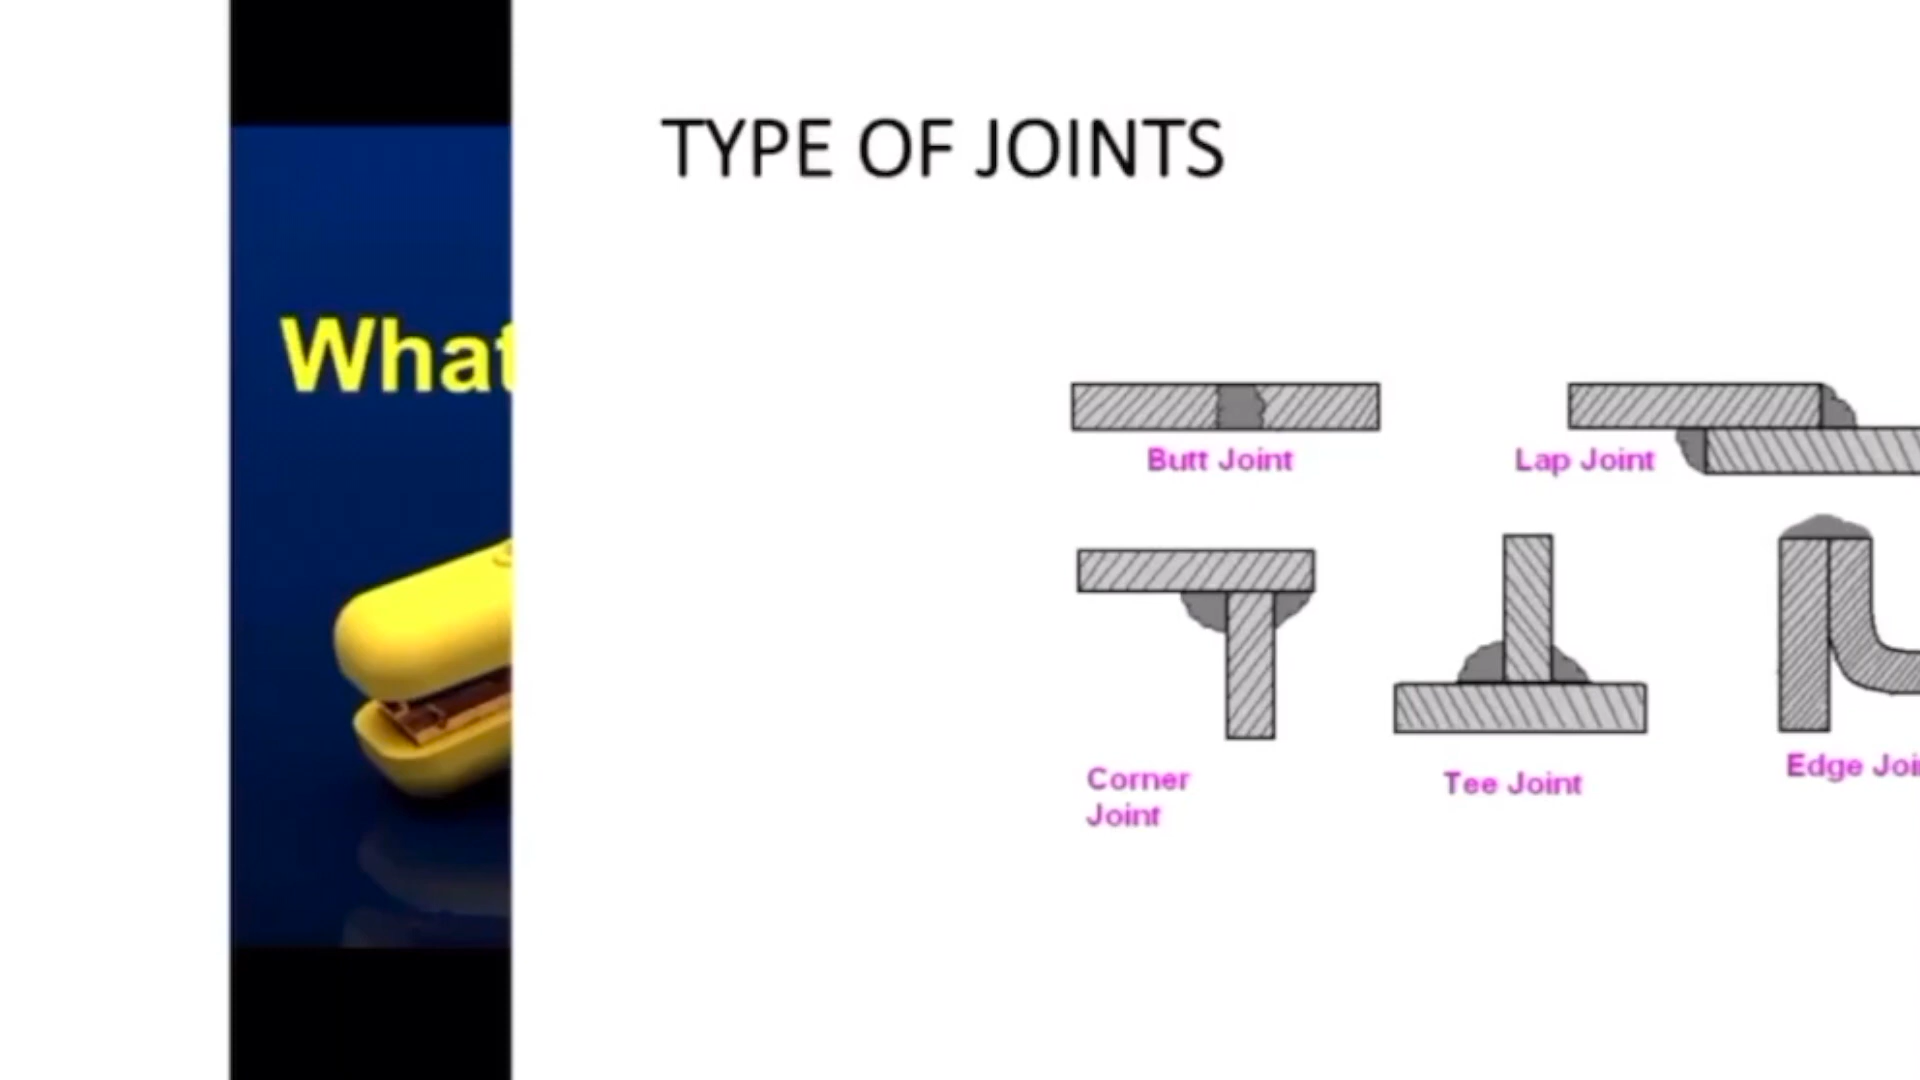 TYPE OF JOINTS
What
Butt Joint
Lap Joint
Corner
Joint
Tee Joint
Edge Joi